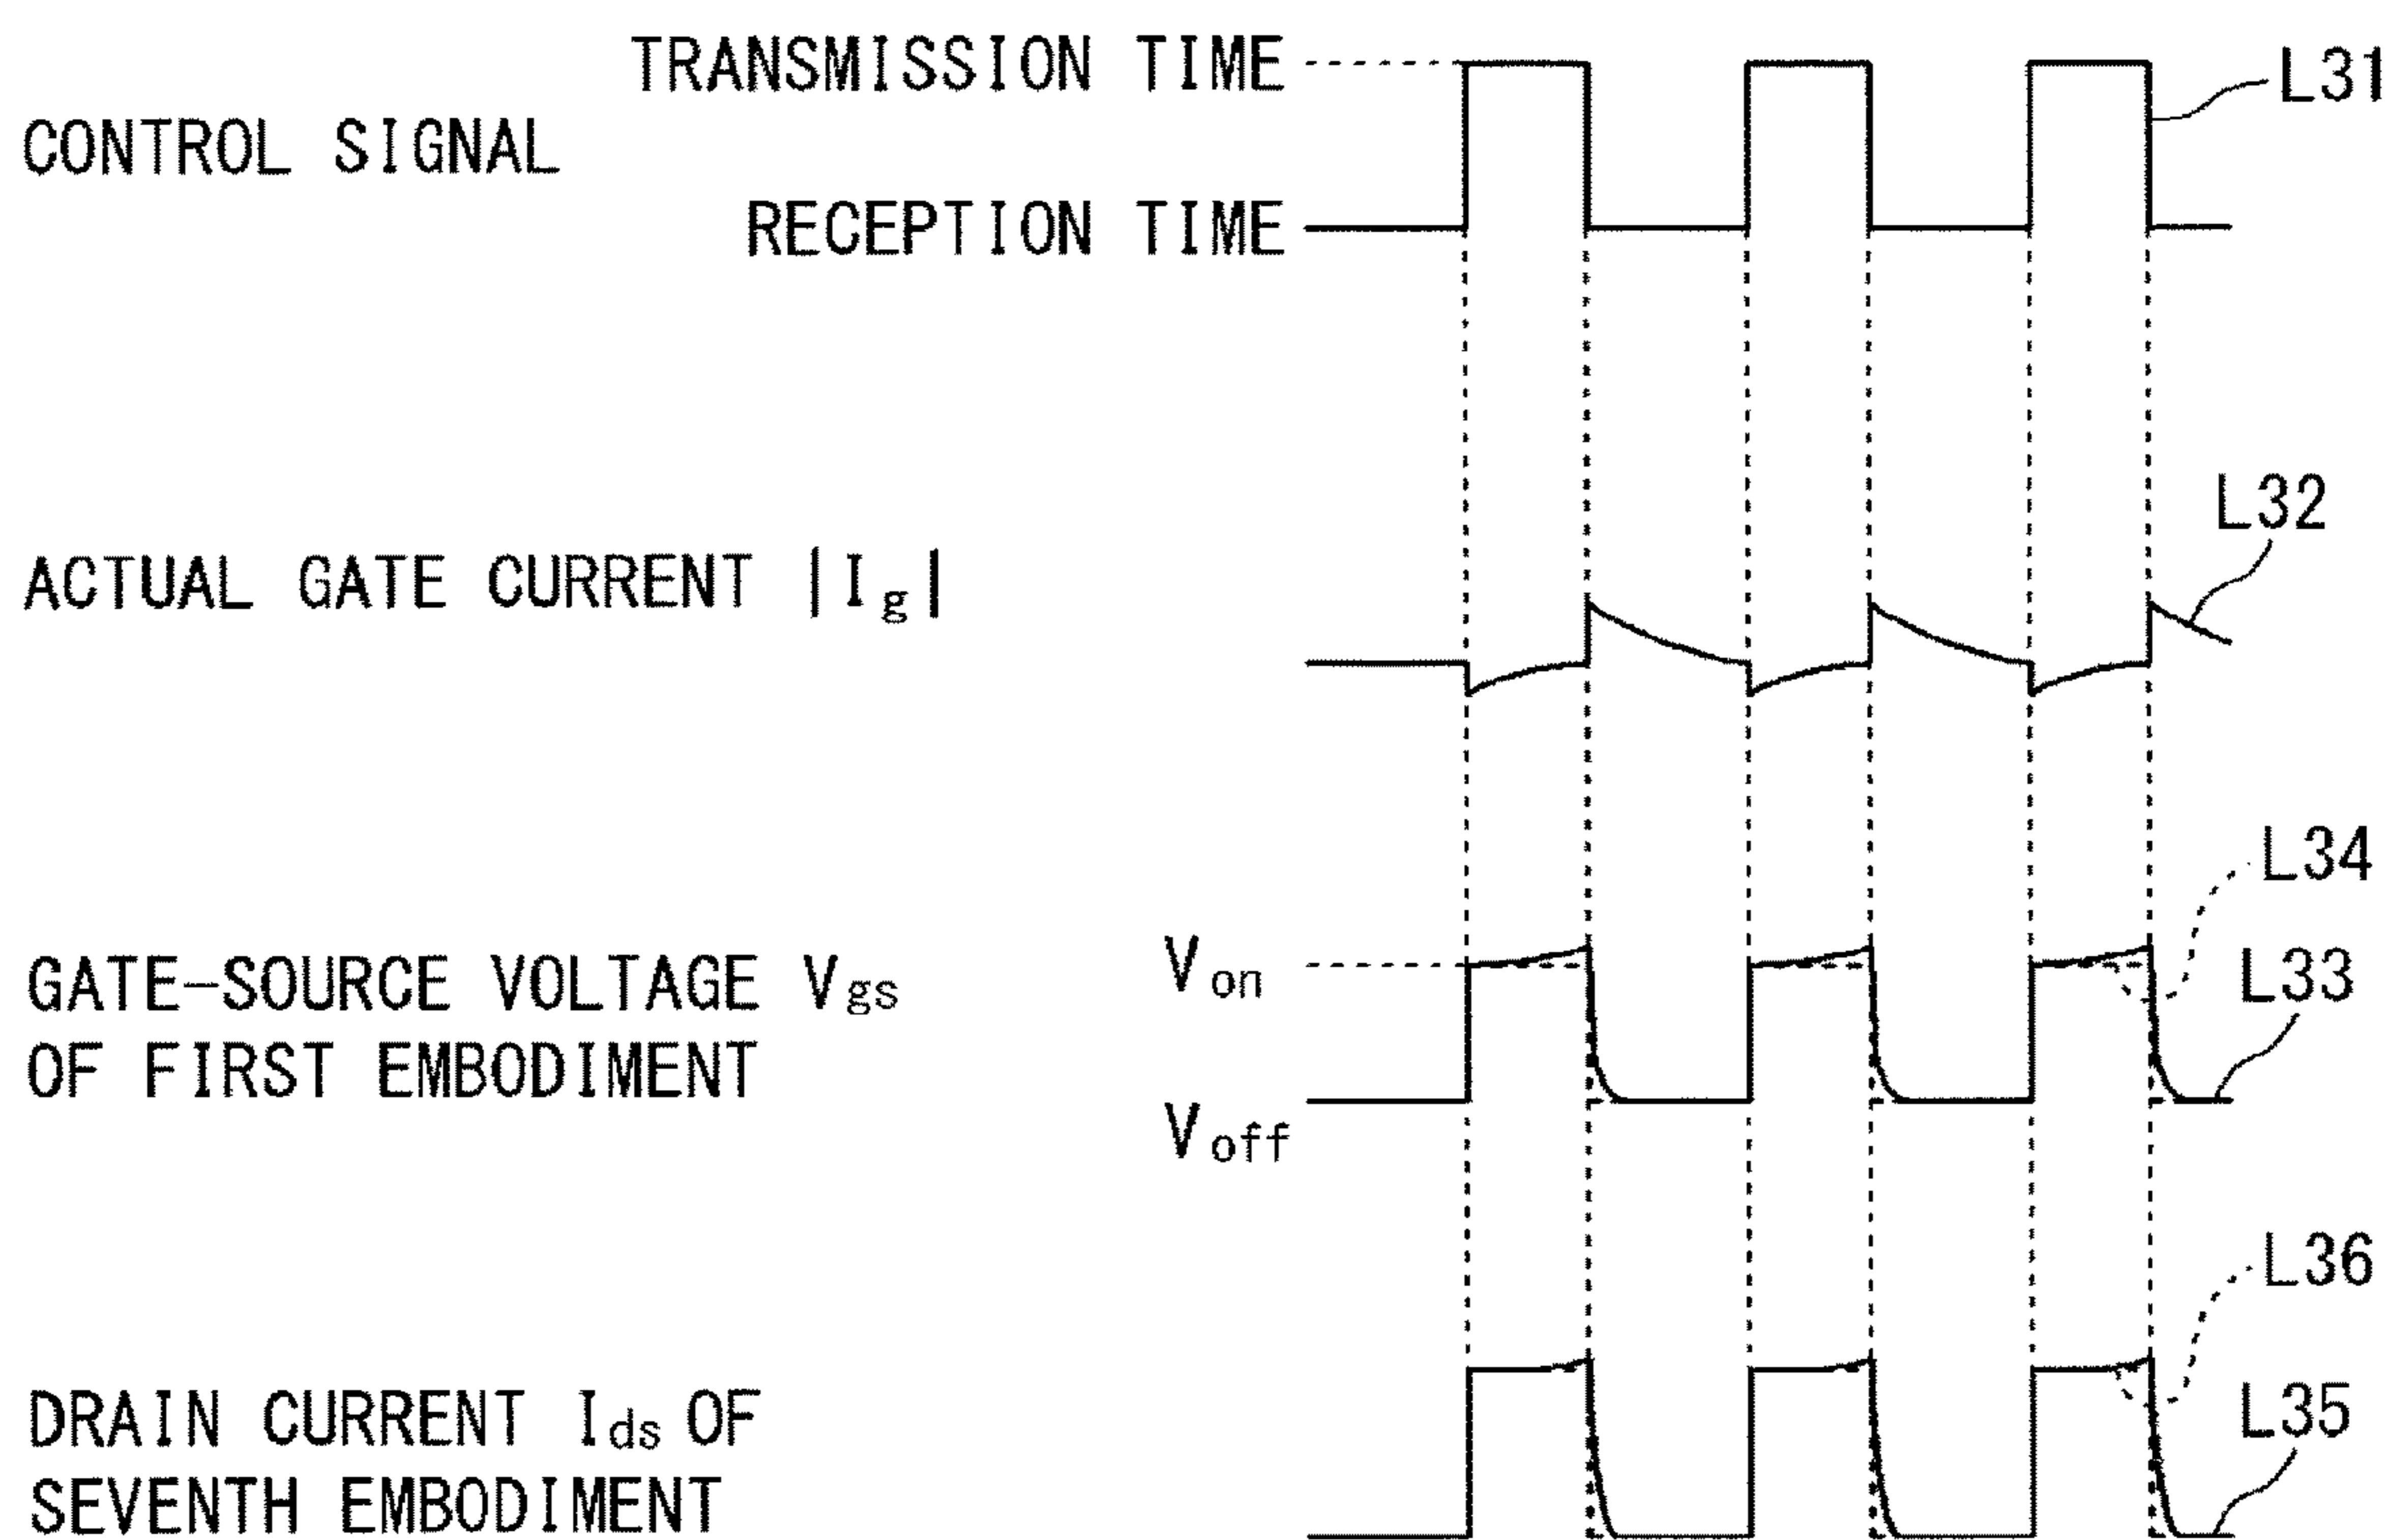 TRANSMISSION TIME
L31
CONTROL SIGNAL
RECEPTION TIME
L32
ACTUAL GATE CURRENT |Ig|
L34
Von
GATE-SOURCE VOLTAGE Vgs
L33
OF FIRST EMBODIMENT
Voff
L36
DRAIN CURRENT Ids OF
L35
SEVENTH EMBODIMENT